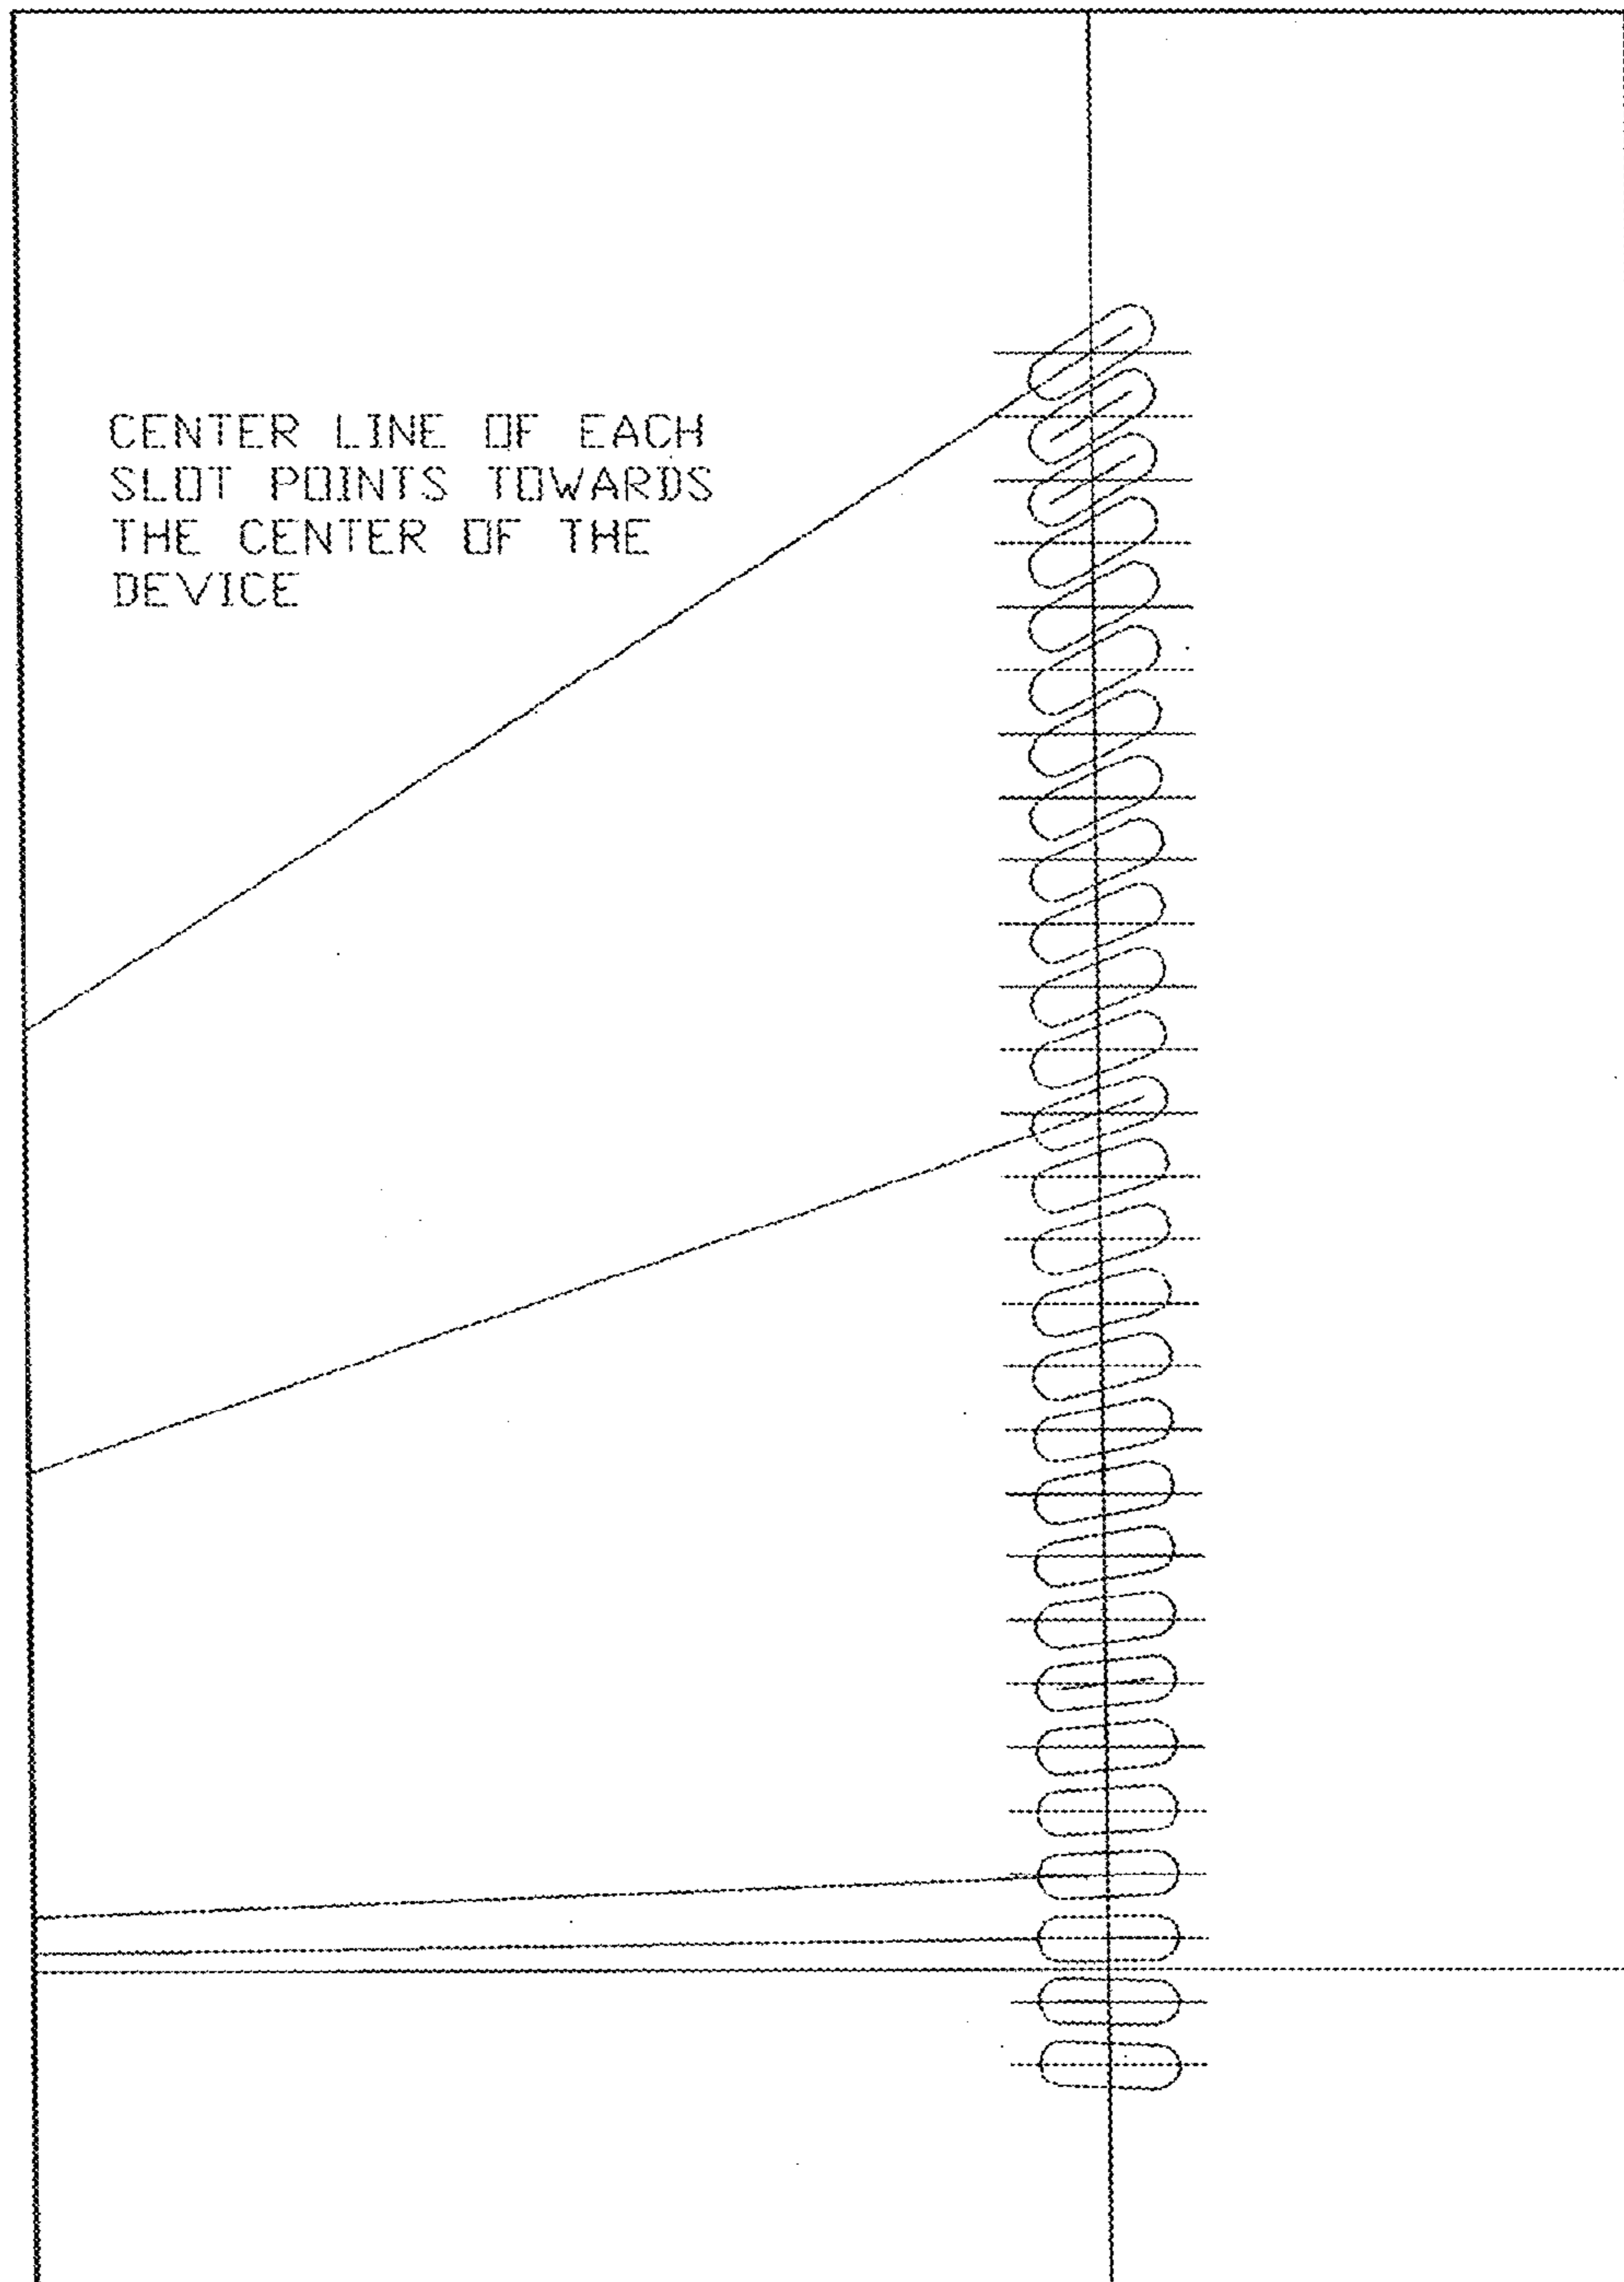 CENTER LINE OF EACH
SLOT POINTS TOWARDS
THE CENTER OF THE
DEVICE